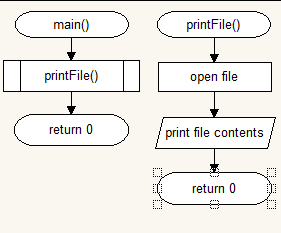 main()
printFile()
return 0
printFile()
open file
print file contents
return 0